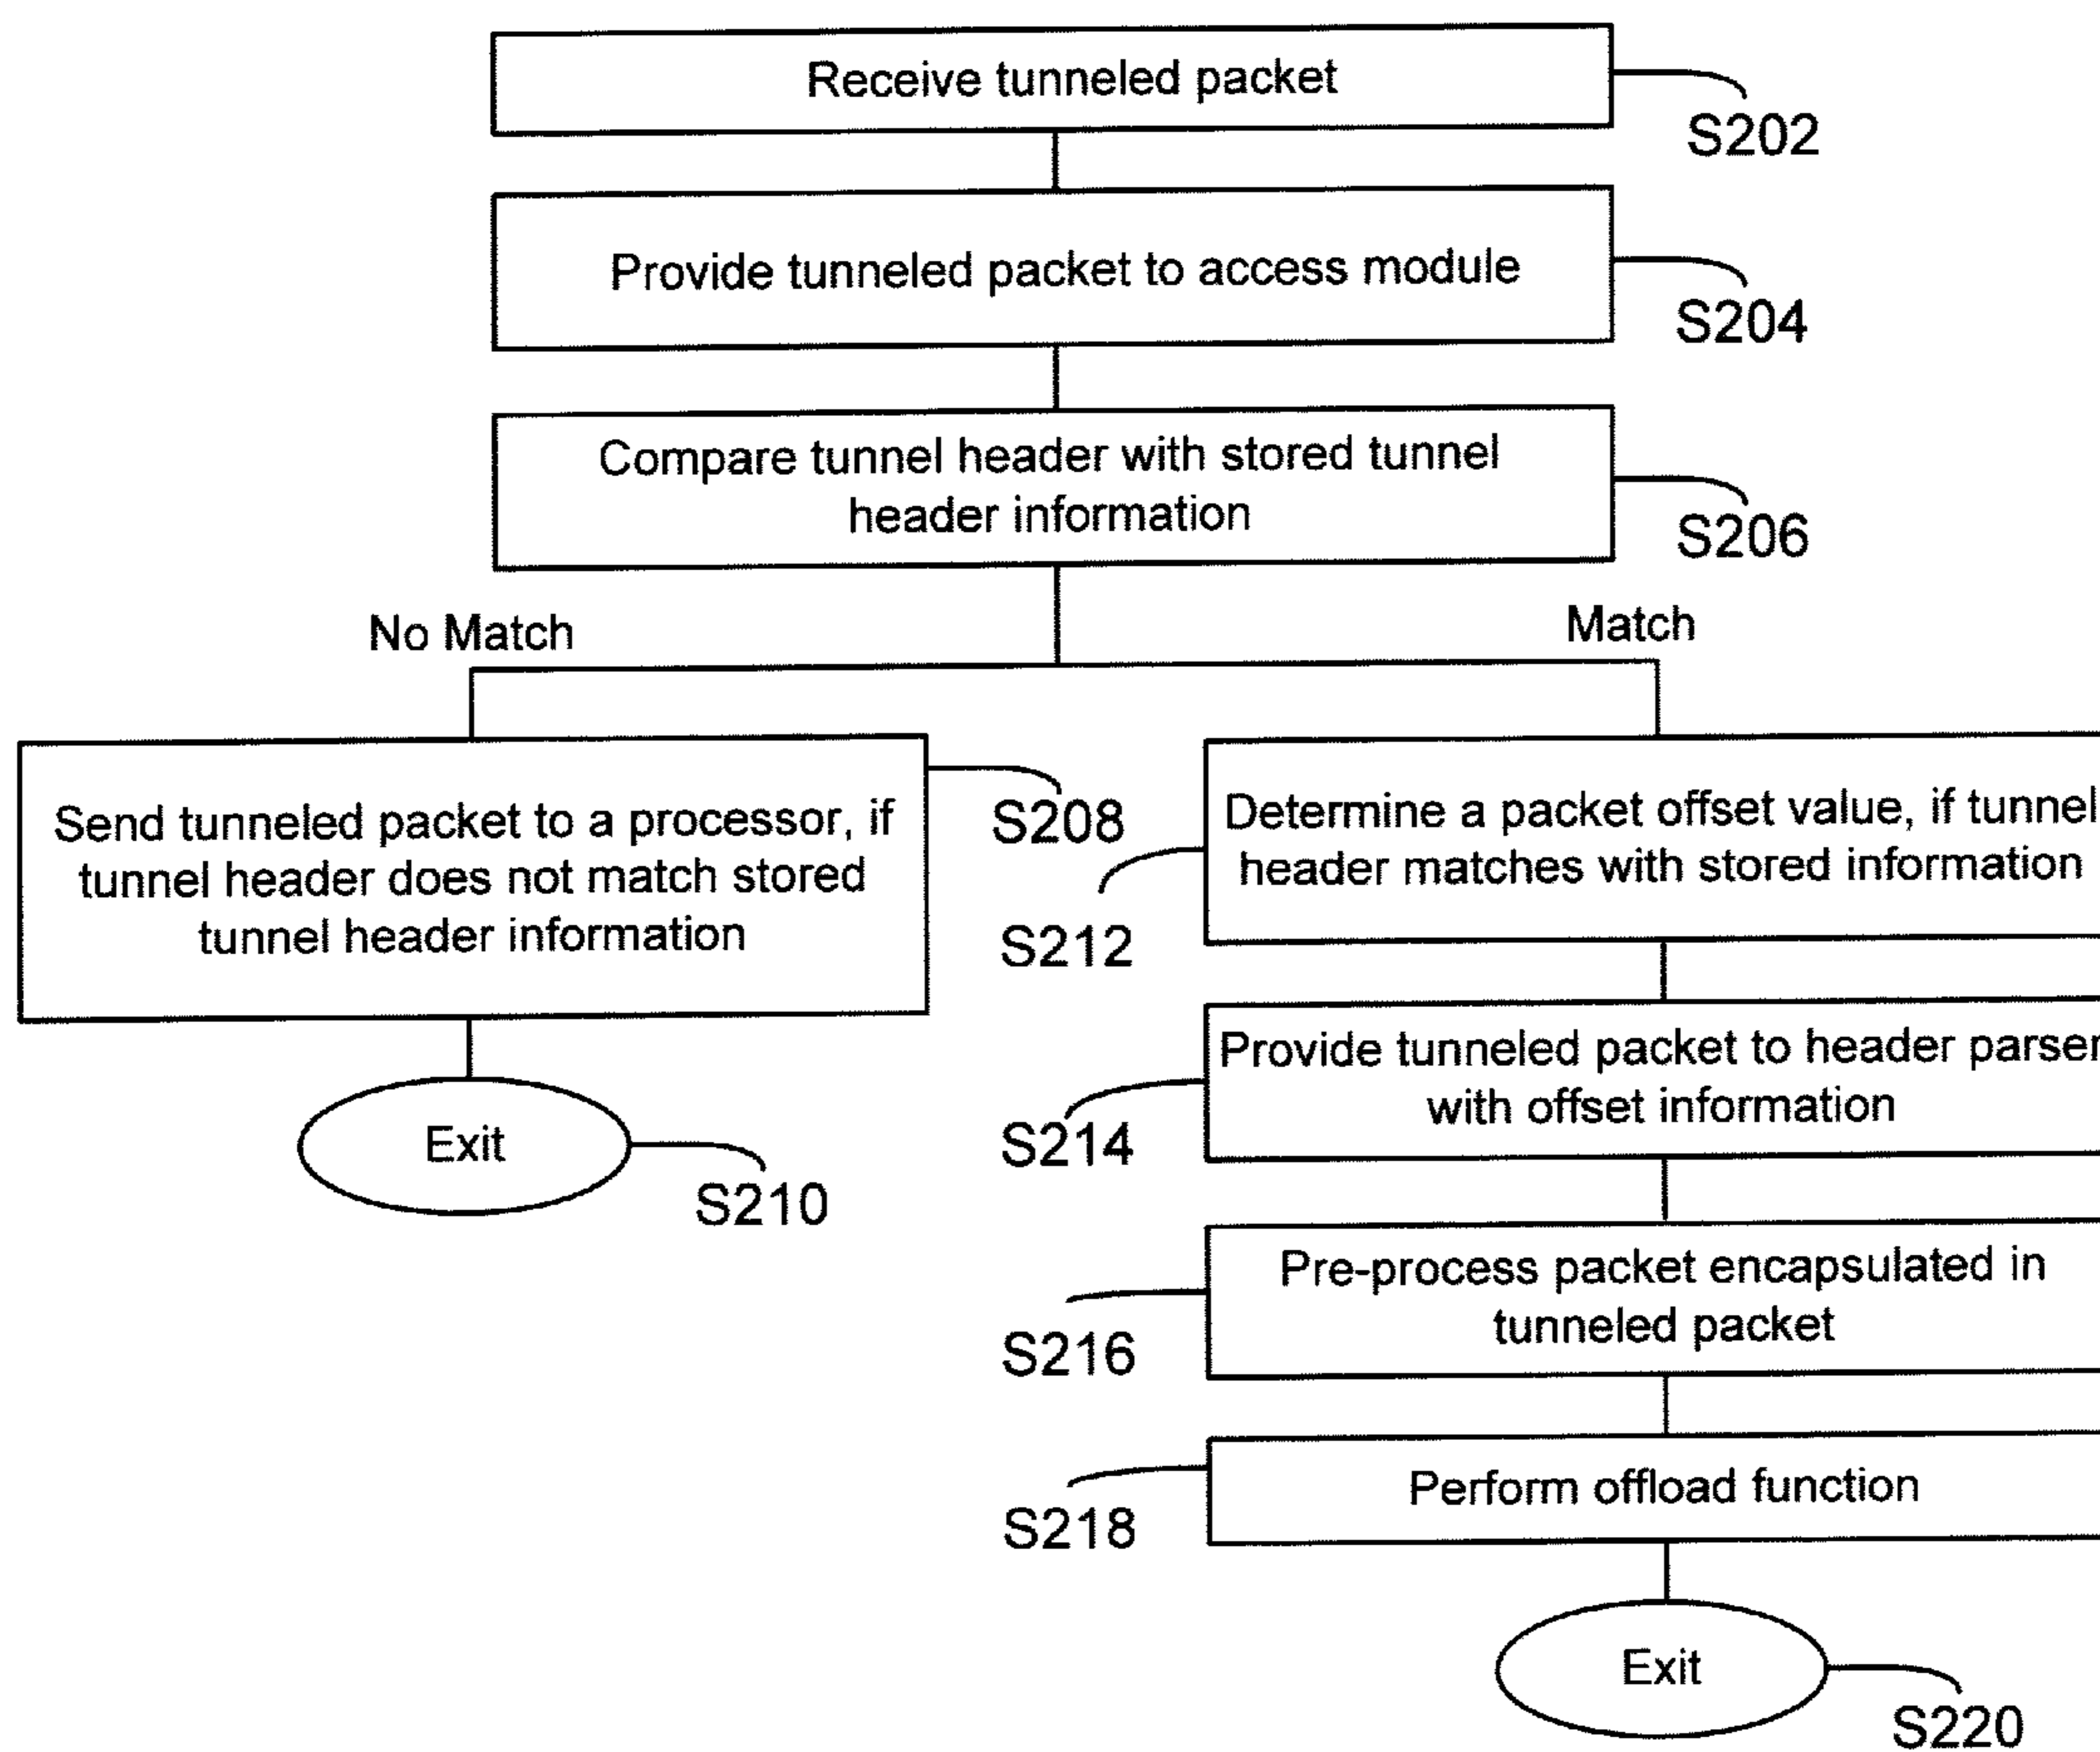 Receive tunneled packet
S202
Provide tunneled packet to access module
S204
Compare tunnel header with stored tunnel
header information
S206
No Match
Match
Send tunneled packet to a processor, if
tunnel header does not match stored
tunnel header information
S208
Exit
S210
Determine a packet offset value, if tunnel
header matches with stored information
S212
Provide tunneled packet to header parser
with offset information
S214
Pre-process packet encapsulated in
tunneled packet
S216
Perform offload function
S218
Exit
S220